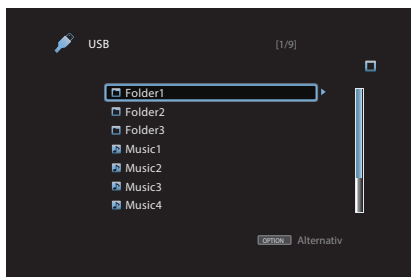 USB [1/9]
Folder1
Folder2
Folder3
Music1
Music2
Music3
Music4
OPTION Alternativ